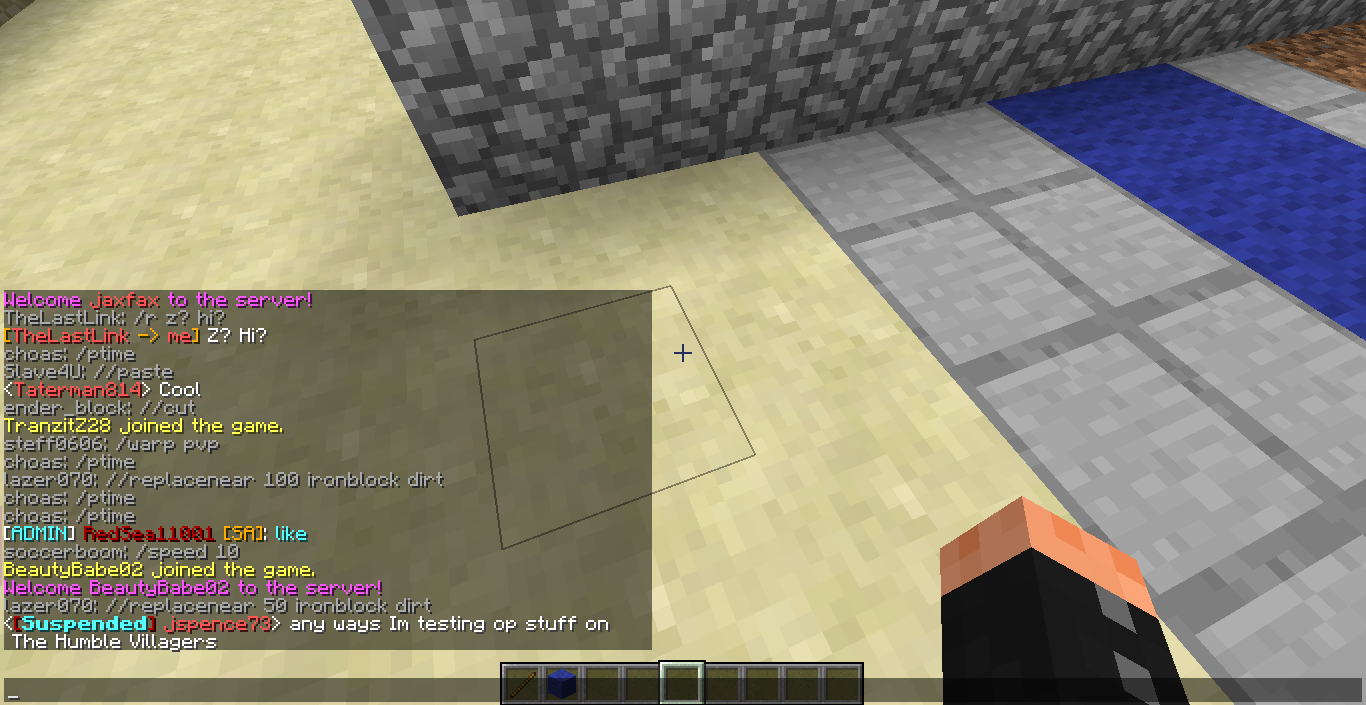 Welcome jaxfax to the server!
TheLastLink: /r z? hi?
[TheLastLink -> me] Z? Hi?
choas: /ptime
Slave4U: //paste
<Taterman814> Cool
ender_block: //cut
TranzitZ28 joined the game.
steff0606: /warp pvp
choas: /ptime
lazer070: //replacenear 100 ironblock dirt
choas: /ptime
choas: /ptime
[ADMIN] RedSea11001 [SA]: like
soccerboom: /speed 10
BeautyBabe02 joined the game.
Welcome BeautyBabe02 to the server!
lazer070: //replacenear 50 ironblock dirt
<[Suspended] jspence73> any ways Im testing op stuff on
The Humble Villagers
_